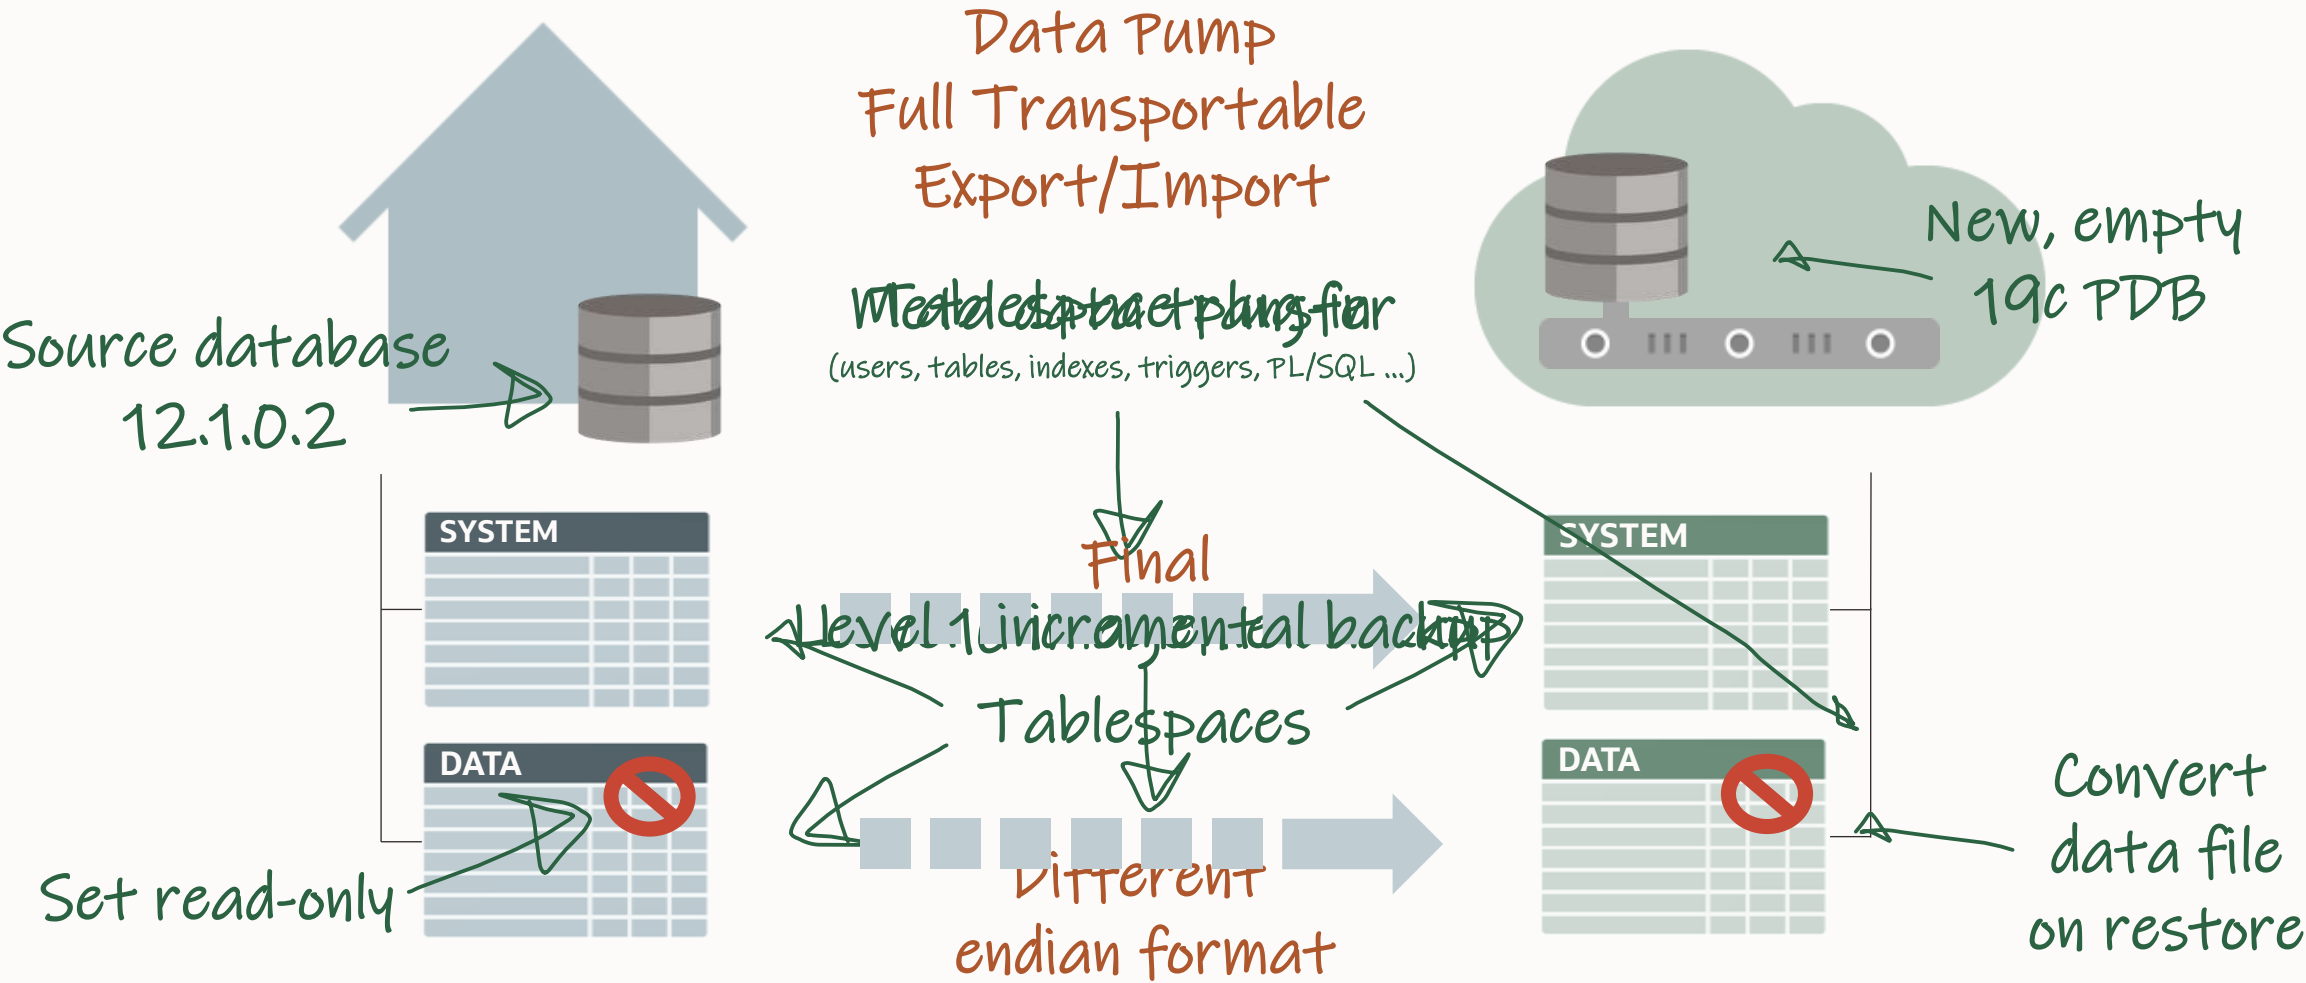 Data Pump
Full Transportable
Export/Import
New, empty
19c PDB
Source database
12.1.0.2
(users, tables, indexes, triggers, PL/SQL ...)
SYSTEM
Final
Level 1 incremental backup
SYSTEM
Tablespaces
DATA
Set read-only
Different
endian format
DATA
Convert
data file
on restore